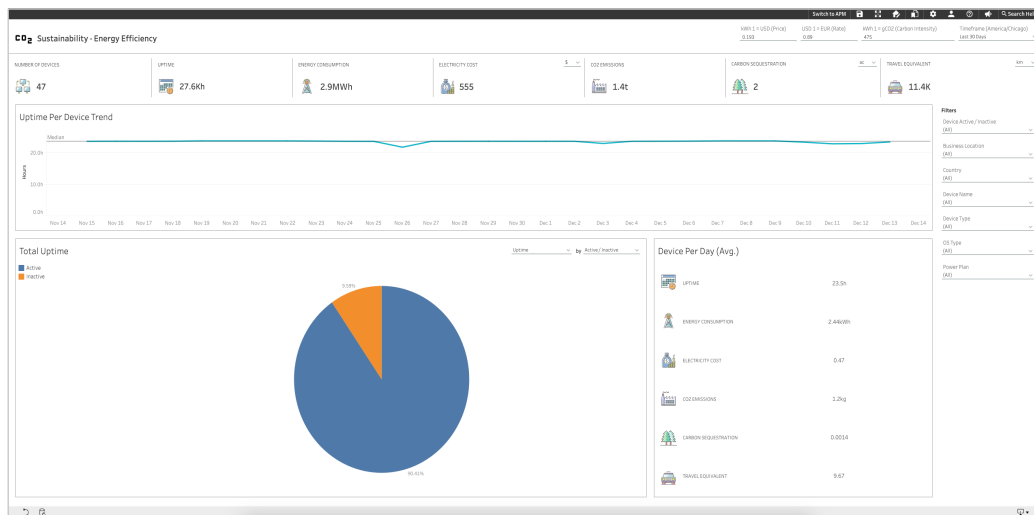 Switch to APM
Search Hel
CO2 Sustainability - Energy Efficiency
kWh 1 = USD (Price)
0.193
USD 1 = EUR (Rate)
0.89
kWh 1 = gCO2 (Carbon Intensity)
475
Timeframe (America/Chicago)
Last 30 Days
NUMBER OF DEVICES
47
UPTIME
27.6Kh
ENERGY CONSUMPTION
2.9MWh
ELECTRICITY COST
$
555
CO2 EMISSIONS
1.4t
CARBON SEQUESTRATION
ac
2
TRAVEL EQUIVALENT
km
11.4K
Uptime Per Device Trend
Median
20.0h
10.0h
0.0h
Hours
Nov 14 Nov 15 Nov 16 Nov 17 Nov 18 Nov 19 Nov 20 Nov 21 Nov 22 Nov 23 Nov 24 Nov 25 Nov 26 Nov 27 Nov 28 Nov 29 Nov 30 Dec 1 Dec 2 Dec 3 Dec 4 Dec 5 Dec 6 Dec 7 Dec 8 Dec 9 Dec 10 Dec 11 Dec 12 Dec 13 Dec 14
Filters
Device Active / Inactive
(All)
Business Location
(All)
Country
(All)
Device Name
(All)
Device Type
(All)
OS Type
(All)
Power Plan
(All)
Total Uptime
Uptime by Active / Inactive
Active
Inactive
9.59%
90.41%
Device Per Day (Avg.)
UPTIME 23.5h
ENERGY CONSUMPTION 2.44kWh
ELECTRICITY COST 0.47
CO2 EMISSIONS 1.2kg
CARBON SEQUESTRATION 0.0014
TRAVEL EQUIVALENT 9.67